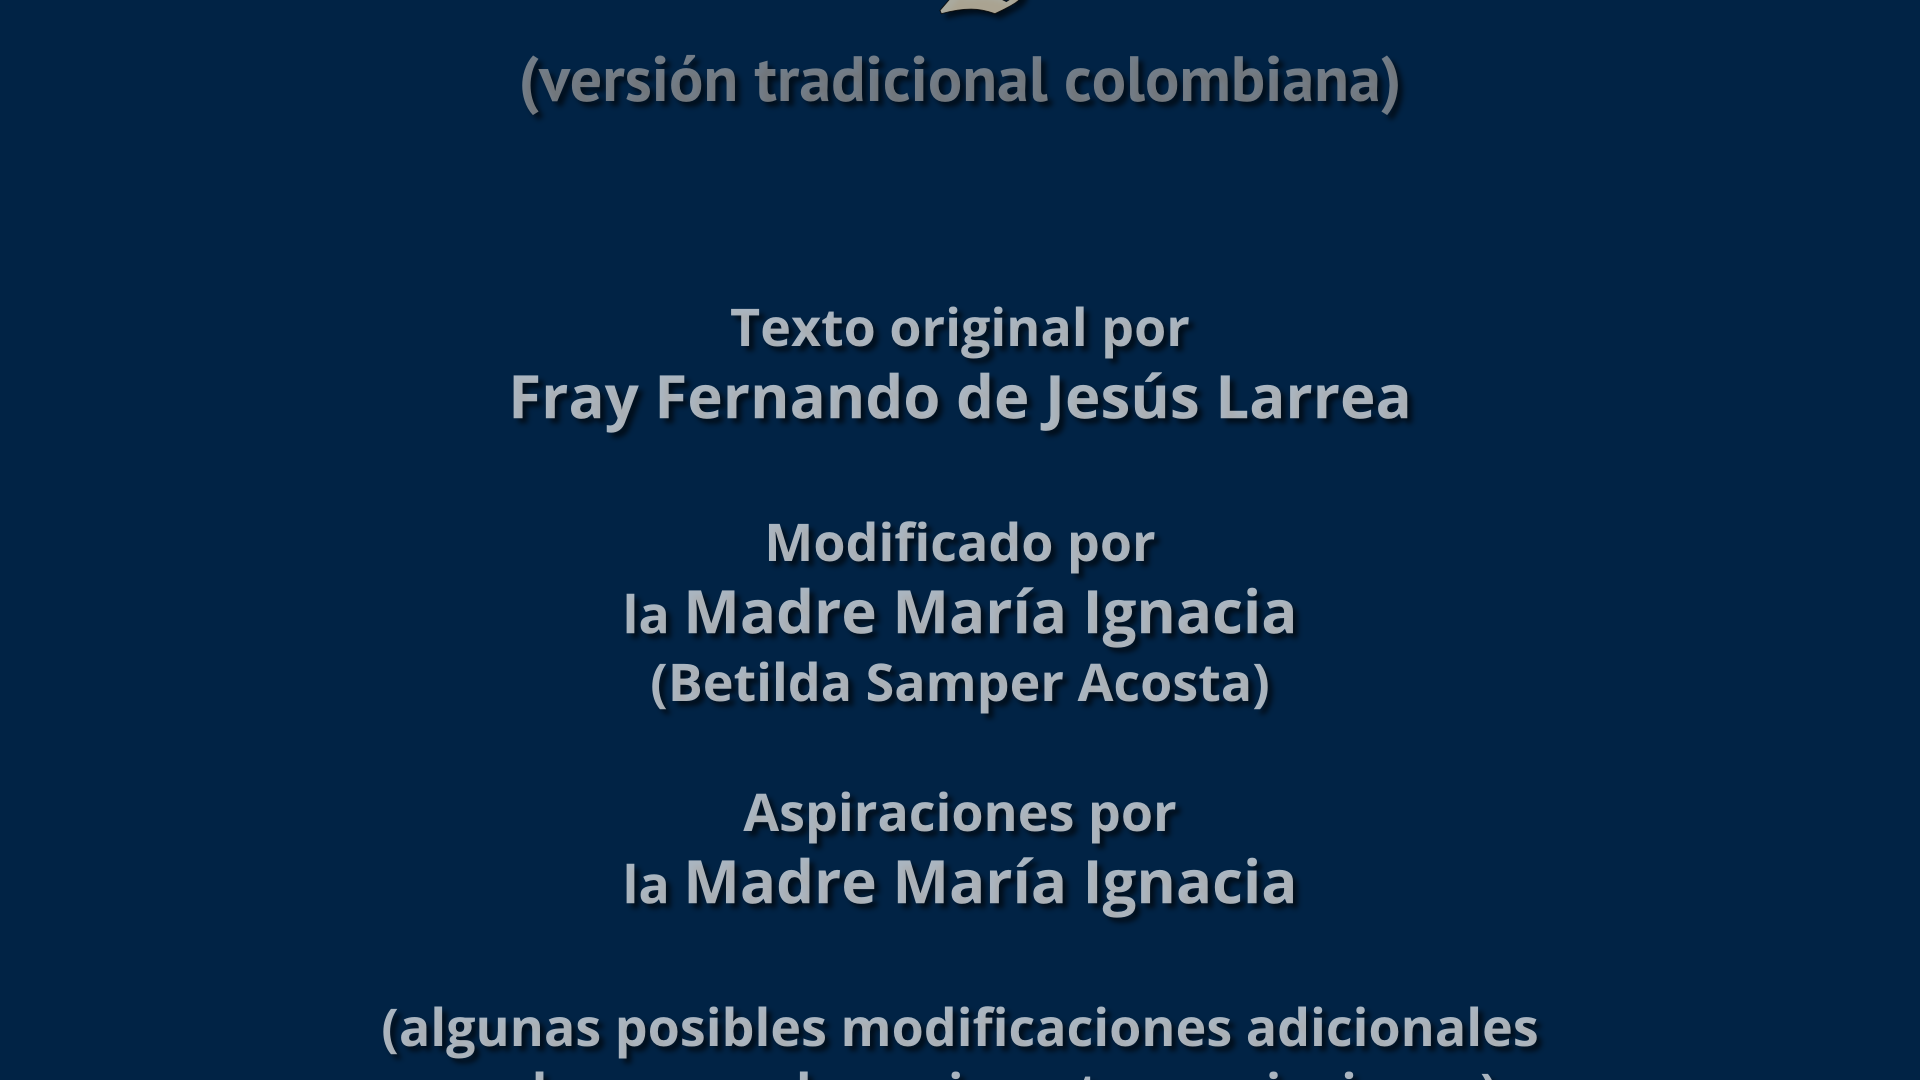 (versión tradicional colombiana)
Texto original por
Fray Fernando de Jesús Larrea
Modificado por
la Madre María Ignacia
(Betilda Samper Acosta)
Aspiraciones por
la Madre María Ignacia
(algunas posibles modificaciones adicionales